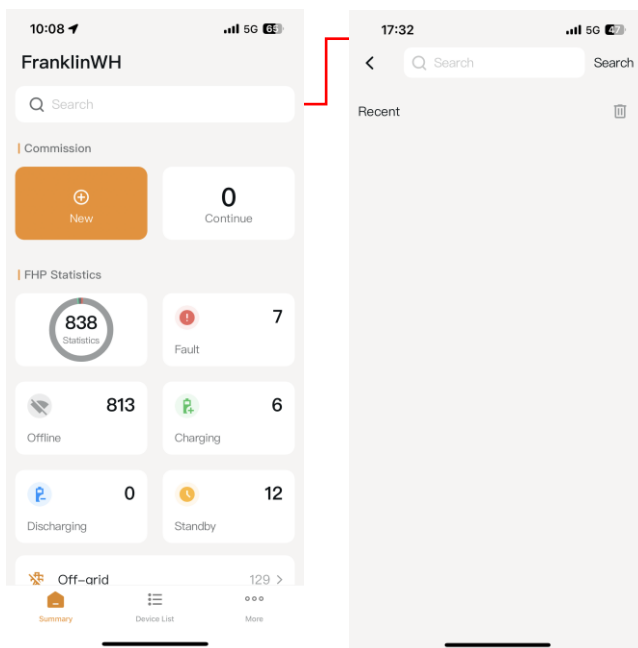 10:08
5G 63
FranklinWH
Search
Commission
New
0
Continue
FHP Statistics
838
Statistics
7
Fault
813
Offline
6
Charging
0
Discharging
12
Standby
Off-grid
129 >
Summary
Device List
More
17:32
5G 47
Search
Search
Recent